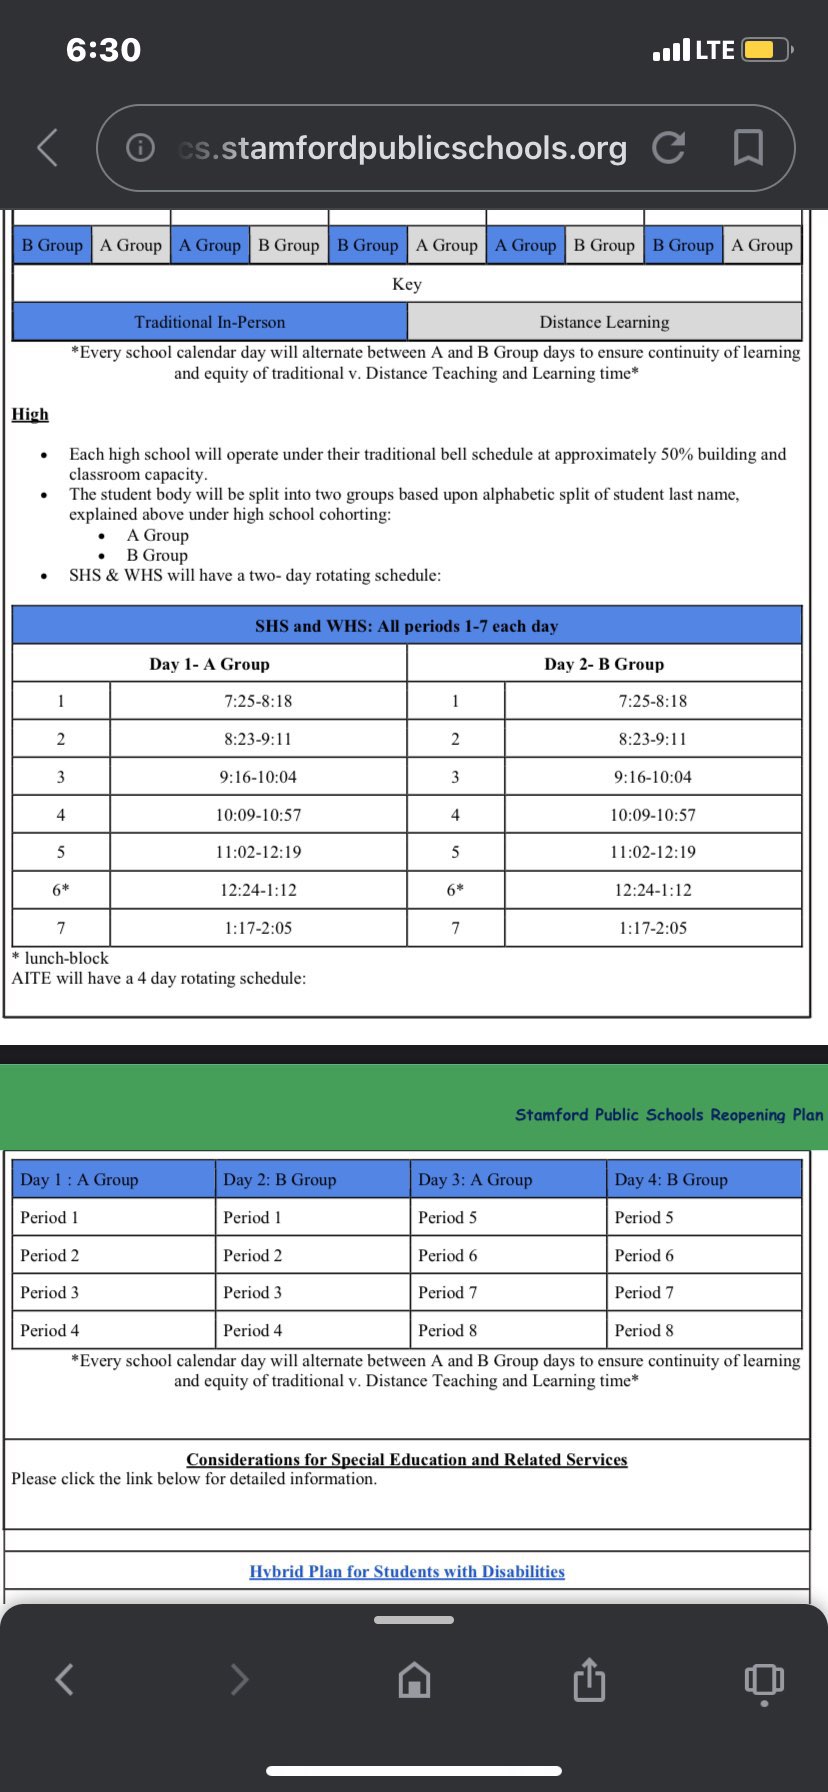 6:30
LTE
cs.stamfordpublicschools.org
B Group A Group A Group B Group B Group A Group A Group B Group B Group A Group
Key
Traditional In-Person Distance Learning
*Every school calendar day will alternate between A and B Group days to ensure continuity of learning
and equity of traditional v. Distance Teaching and Learning time*
High
• Each high school will operate under their traditional bell schedule at approximately 50% building and
classroom capacity.
• The student body will be split into two groups based upon alphabetic split of student last name,
explained above under high school cohorting:
• A Group
• B Group
• SHS & WHS will have a two- day rotating schedule:
SHS and WHS: All periods 1-7 each day
Day 1- A Group Day 2- B Group
1 7:25-8:18 1 7:25-8:18
2 8:23-9:11 2 8:23-9:11
3 9:16-10:04 3 9:16-10:04
4 10:09-10:57 4 10:09-10:57
5 11:02-12:19 5 11:02-12:19
6* 12:24-1:12 6* 12:24-1:12
7 1:17-2:05 7 1:17-2:05
* lunch-block
AITE will have a 4 day rotating schedule:
Stamford Public Schools Reopening Plan
Day 1 : A Group Day 2: B Group Day 3: A Group Day 4: B Group
Period 1 Period 1 Period 5 Period 5
Period 2 Period 2 Period 6 Period 6
Period 3 Period 3 Period 7 Period 7
Period 4 Period 4 Period 8 Period 8
*Every school calendar day will alternate between A and B Group days to ensure continuity of learning
and equity of traditional v. Distance Teaching and Learning time*
Considerations for Special Education and Related Services
Please click the link below for detailed information.
Hybrid Plan for Students with Disabilities